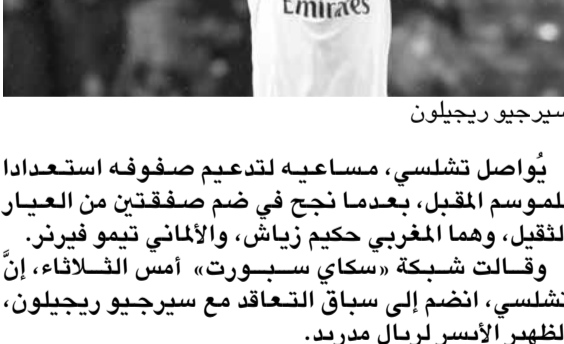 Emirates
سيرجيو ريجيلون
يُواصل تشلسي، مساعيه لتدعيم صفوفه استعدادا
للموسم المقبل، بعدما نجح في ضم صفقتين من العيار
الثقيل، وهما المغربي حكيم زياش، والألماني تيمو فيرنر.
وقالت شبكة «سكاي سبورت» أمس الثلاثاء، إنَّ
تشلسي، انضم إلى سباق التعاقد مع سيرجيو ريجيلون،
الظهير الأيسر لريال مدريد.